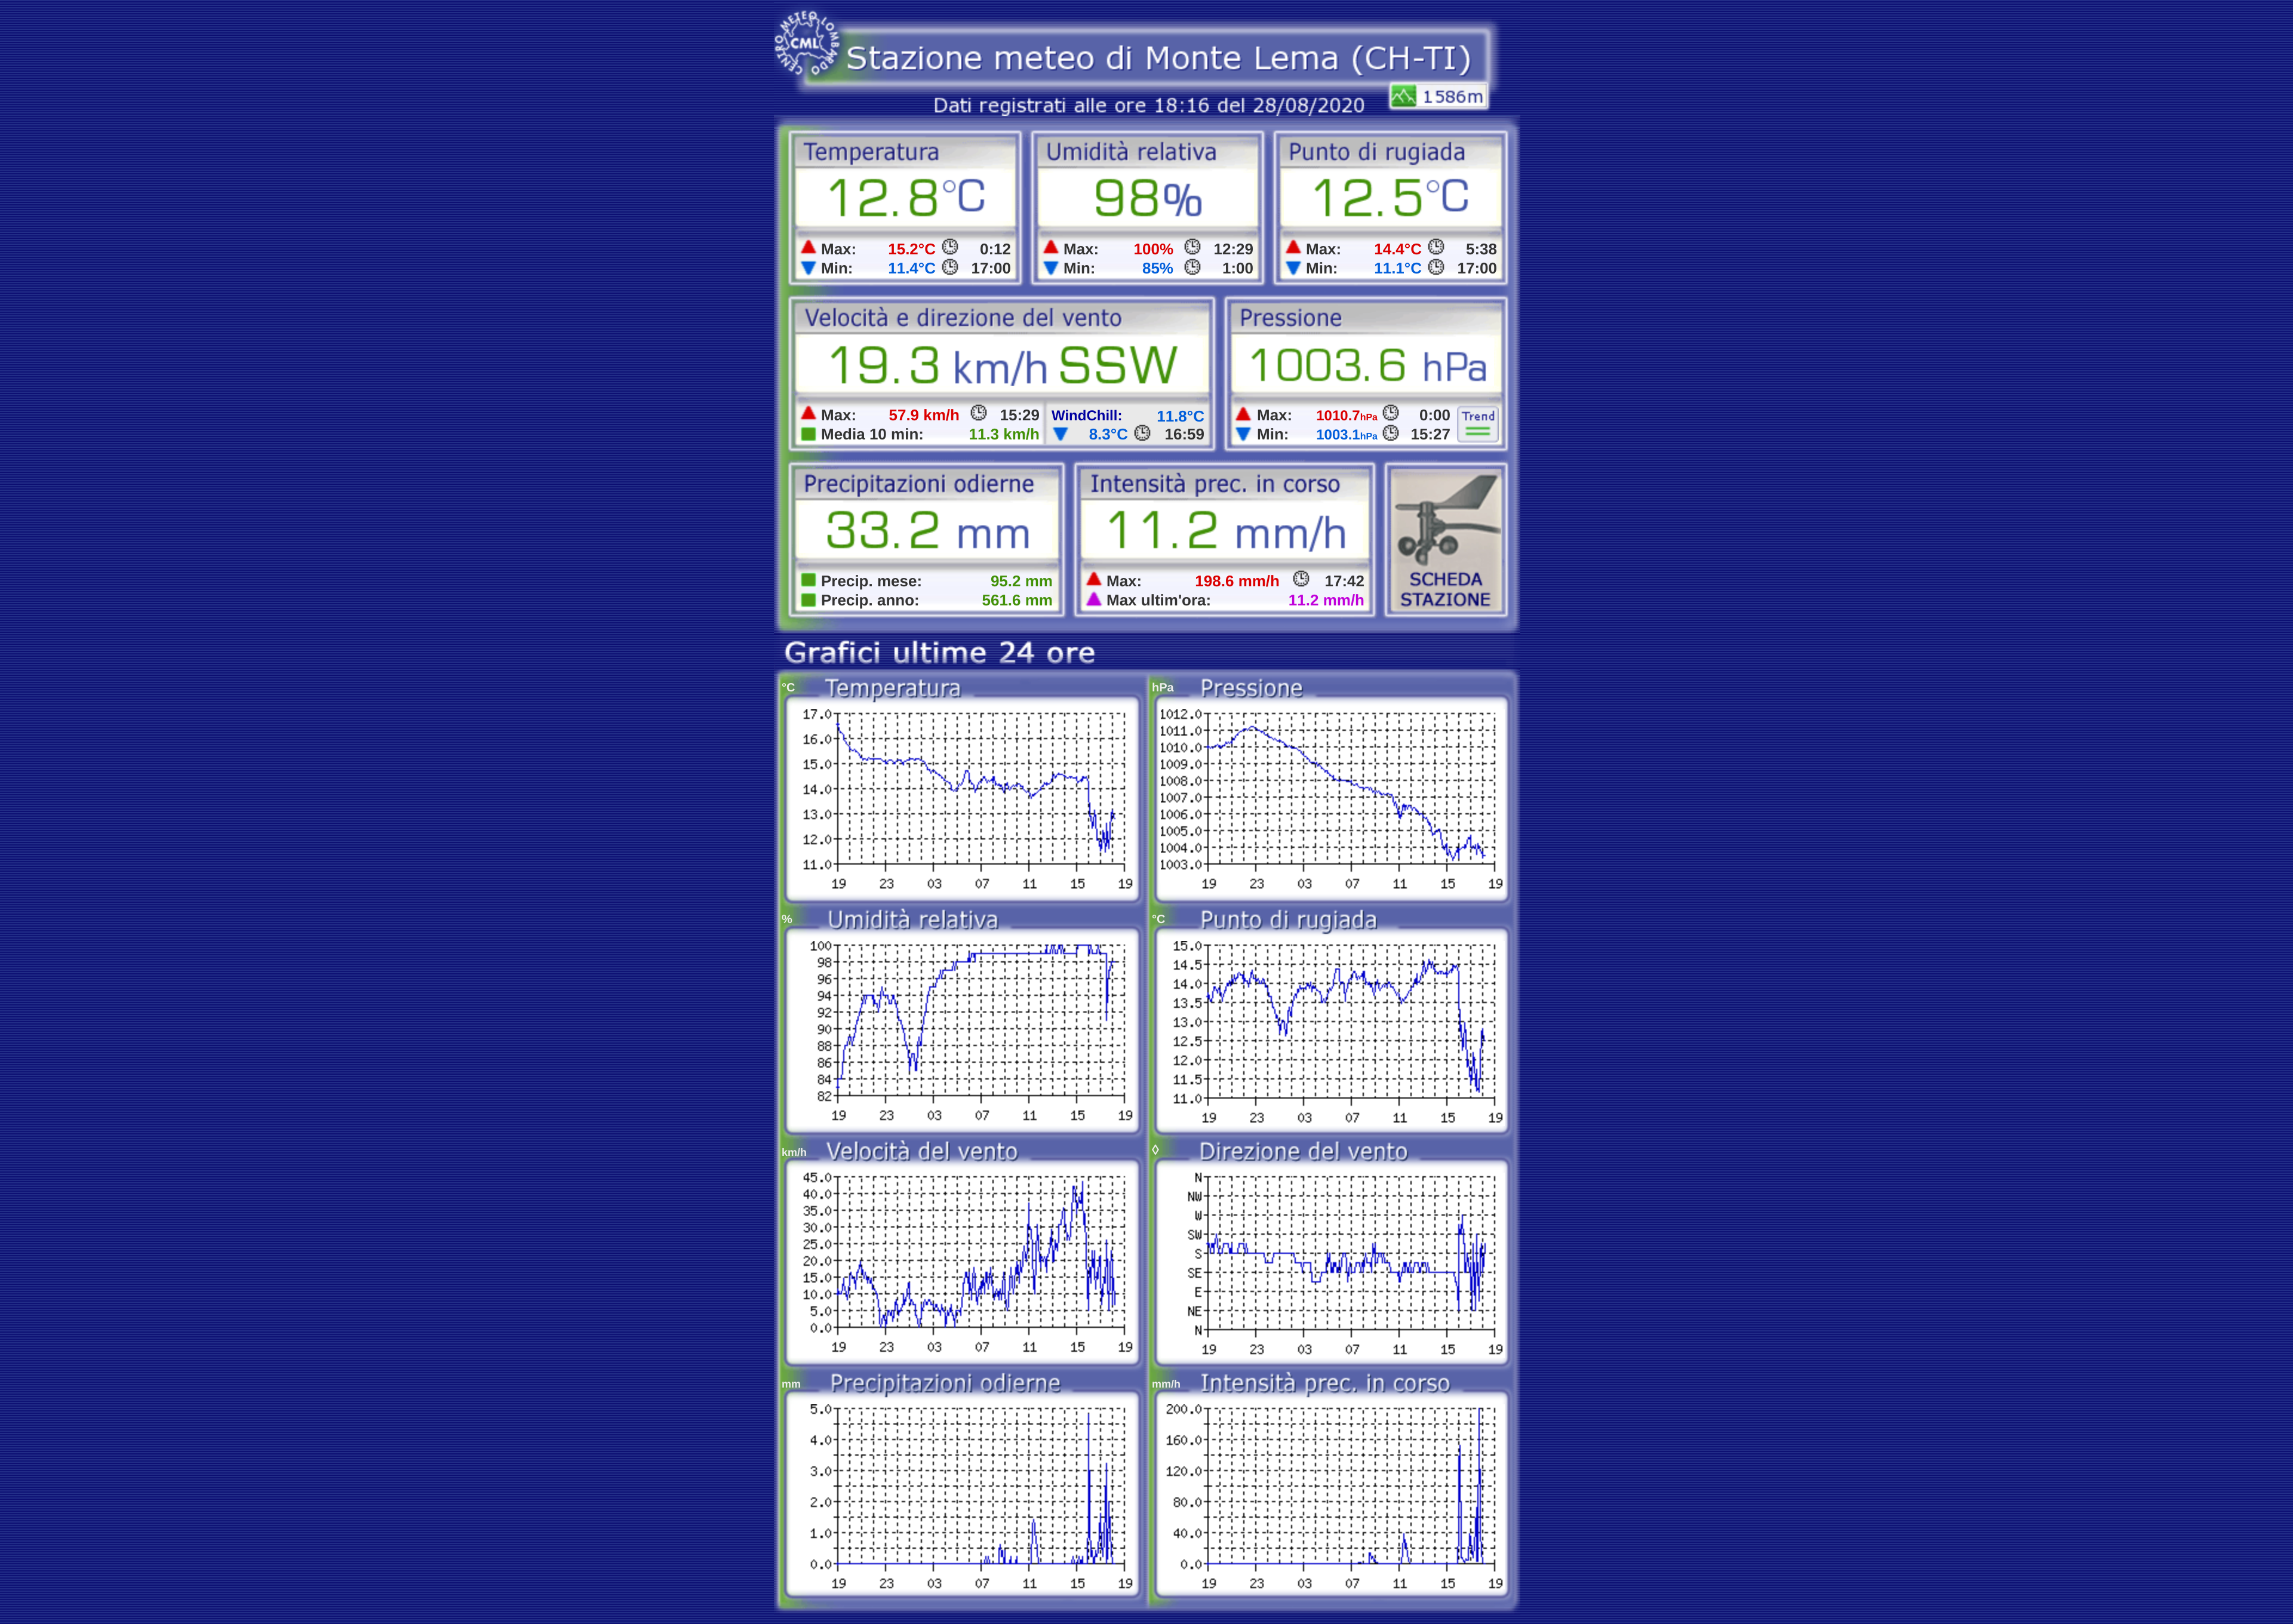 CENTRO METEO LOMBARDO
CML
Stazione meteo di Monte Lema (CH-TI)
Dati registrati alle ore 18:16 del 28/08/2020
1586m
Temperatura
12.8°C
Max: 15.2°C 0:12
Min: 11.4°C 17:00
Umidità relativa
98%
Max: 100% 12:29
Min: 85% 1:00
Punto di rugiada
12.5°C
Max: 14.4°C 5:38
Min: 11.1°C 17:00
Velocità e direzione del vento
19.3 km/h SSW
Max: 57.9 km/h 15:29
Media 10 min: 11.3 km/h
WindChill: 11.8°C
8.3°C 16:59
Pressione
1003.6 hPa
Max: 1010.7hPa 0:00
Min: 1003.1hPa 15:27
Trend
Precipitazioni odierne
33.2 mm
Precip. mese: 95.2 mm
Precip. anno: 561.6 mm
Intensità prec. in corso
11.2 mm/h
Max: 198.6 mm/h 17:42
Max ultim'ora: 11.2 mm/h
SCHEDA
STAZIONE
Grafici ultime 24 ore
°C Temperatura
17.0
16.0
15.0
14.0
13.0
12.0
11.0
19 23 03 07 11 15 19
hPa Pressione
1012.0
1011.0
1010.0
1009.0
1008.0
1007.0
1006.0
1005.0
1004.0
1003.0
19 23 03 07 11 15 19
% Umidità relativa
100
98
96
94
92
90
88
86
84
82
19 23 03 07 11 15 19
°C Punto di rugiada
15.0
14.5
14.0
13.5
13.0
12.5
12.0
11.5
11.0
19 23 03 07 11 15 19
km/h Velocità del vento
45.0
40.0
35.0
30.0
25.0
20.0
15.0
10.0
5.0
0.0
19 23 03 07 11 15 19
◊ Direzione del vento
N
NW
W
SW
S
SE
E
NE
N
19 23 03 07 11 15 19
mm Precipitazioni odierne
5.0
4.0
3.0
2.0
1.0
0.0
19 23 03 07 11 15 19
mm/h Intensità prec. in corso
200.0
160.0
120.0
80.0
40.0
0.0
19 23 03 07 11 15 19